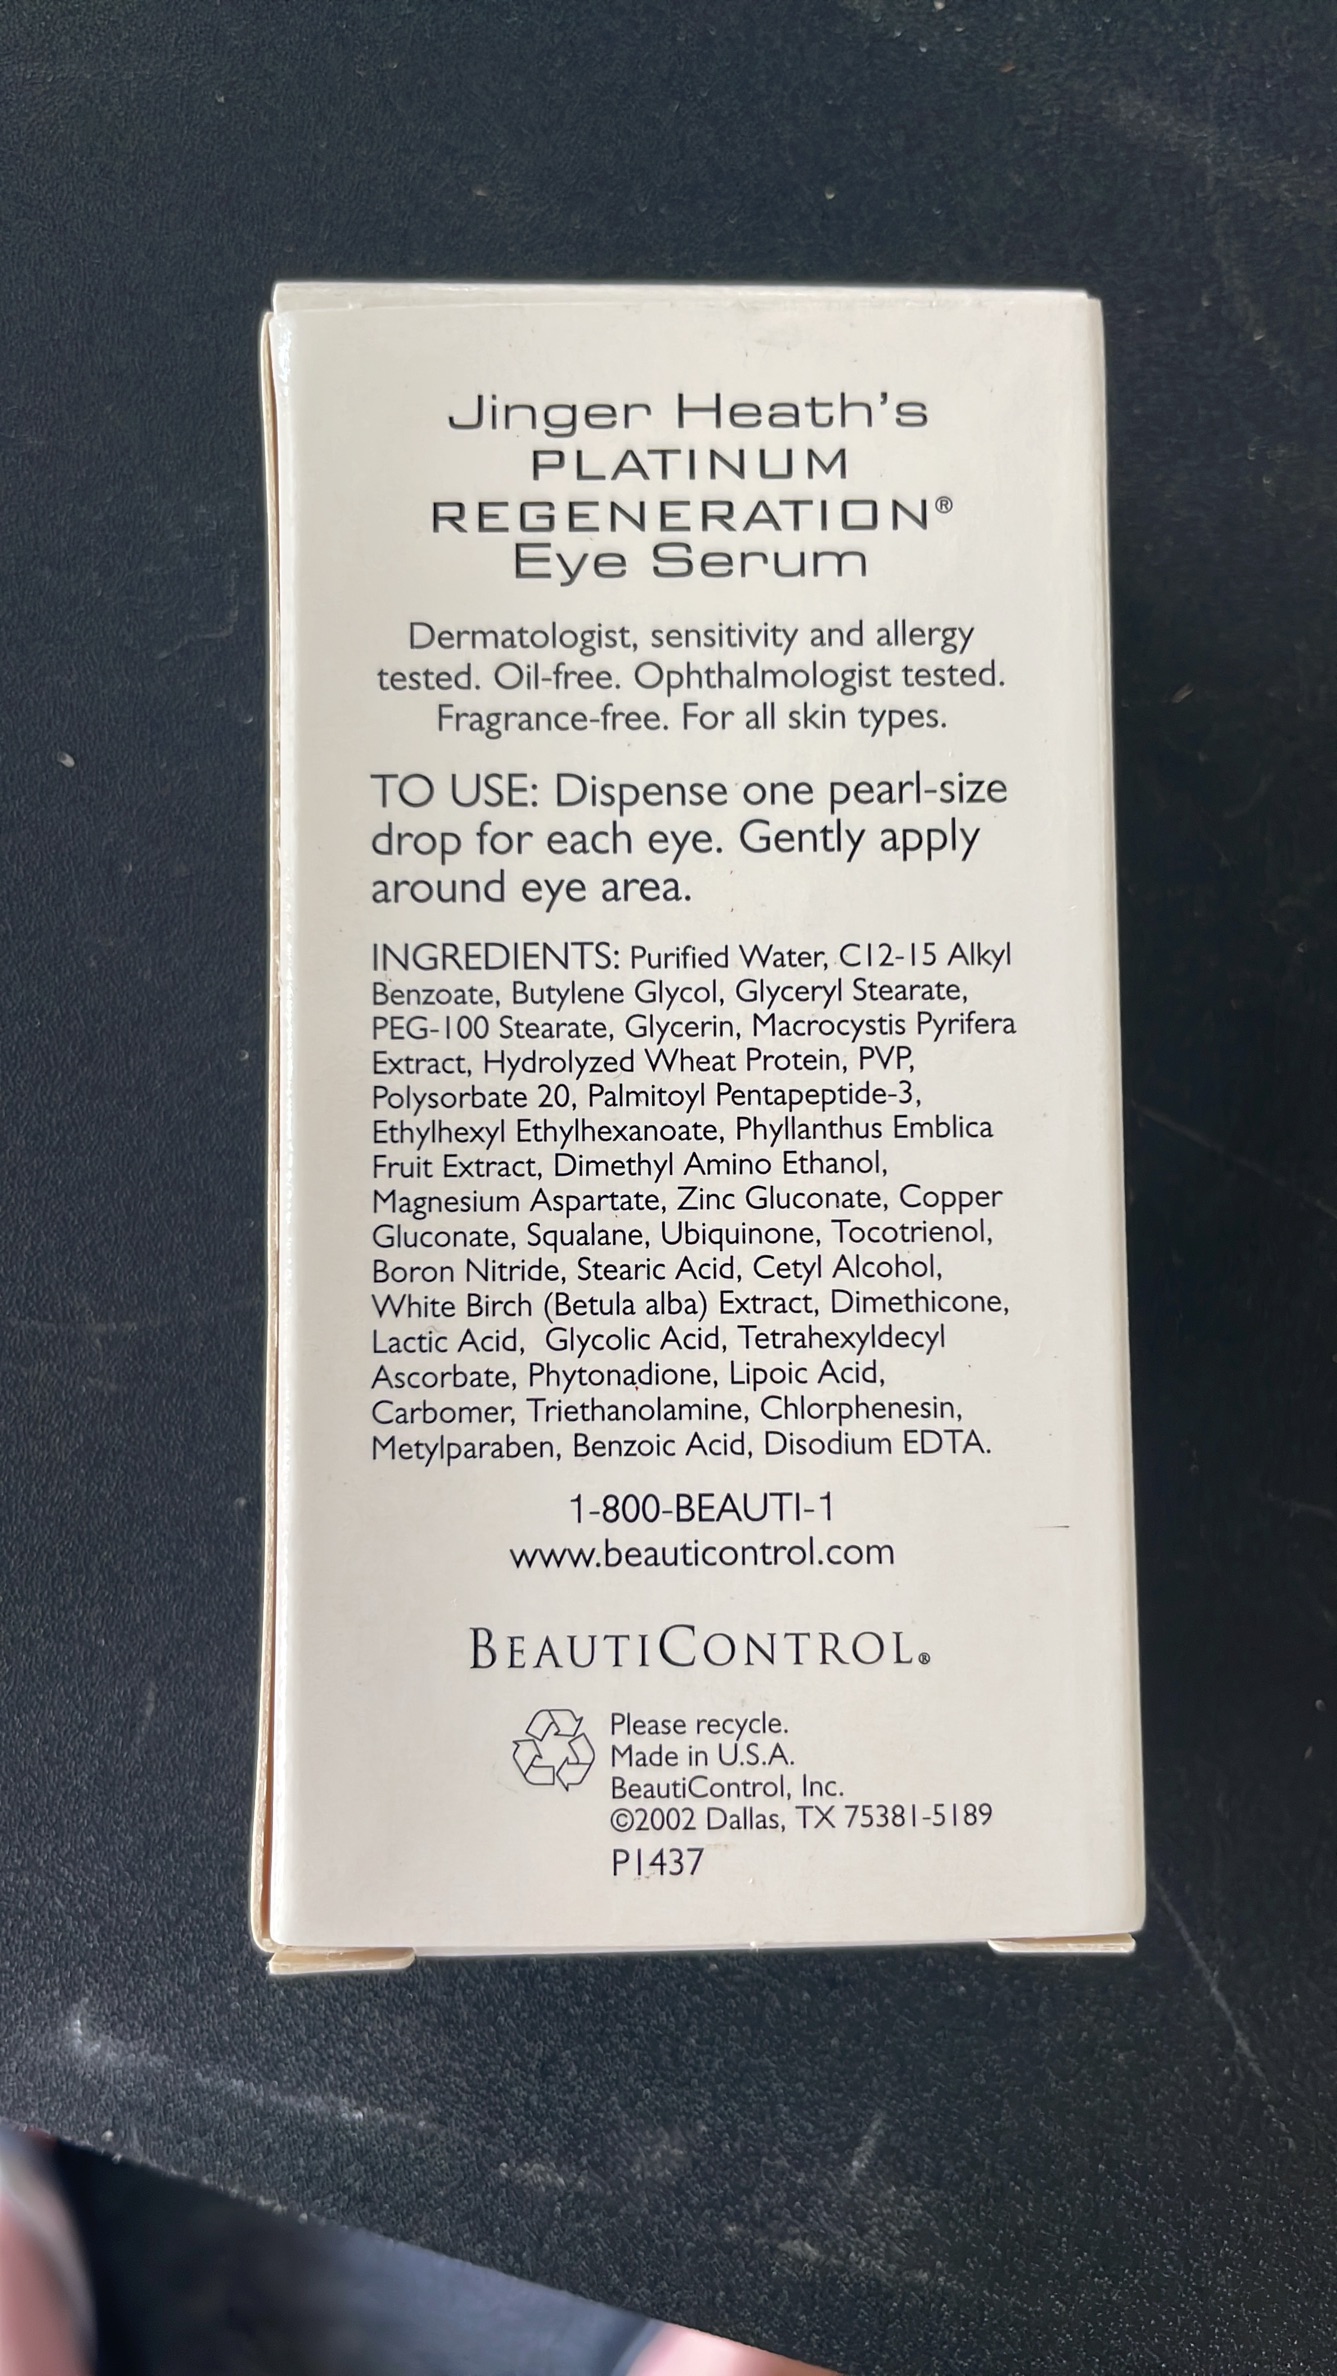 Jinger Heath's
PLATINUM
REGENERATION®
Eye Serum
Dermatologist, sensitivity and allergy
tested. Oil-free. Ophthalmologist tested.
Fragrance-free. For all skin types.
TO USE: Dispense one pearl-size
drop for each eye. Gently apply
around eye area.
INGREDIENTS: Purified Water, C12-15 Alkyl
Benzoate, Butylene Glycol, Glyceryl Stearate,
PEG-100 Stearate, Glycerin, Macrocystis Pyrifera
Extract, Hydrolyzed Wheat Protein, PVP,
Polysorbate 20, Palmitoyl Pentapeptide-3,
Ethylhexyl Ethylhexanoate, Phyllanthus Emblica
Fruit Extract, Dimethyl Amino Ethanol,
Magnesium Aspartate, Zinc Gluconate, Copper
Gluconate, Squalane, Ubiquinone, Tocotrienol,
Boron Nitride, Stearic Acid, Cetyl Alcohol,
White Birch (Betula alba) Extract, Dimethicone,
Lactic Acid, Glycolic Acid, Tetrahexyldecyl
Ascorbate, Phytonadione, Lipoic Acid,
Carbomer, Triethanolamine, Chlorphenesin,
Metylparaben, Benzoic Acid, Disodium EDTA.
1-800-BEAUTI-1
www.beauticontrol.com
BEAUTICONTROL®
Please recycle.
Made in U.S.A.
BeautiControl, Inc.
©2002 Dallas, TX 75381-5189
P1437